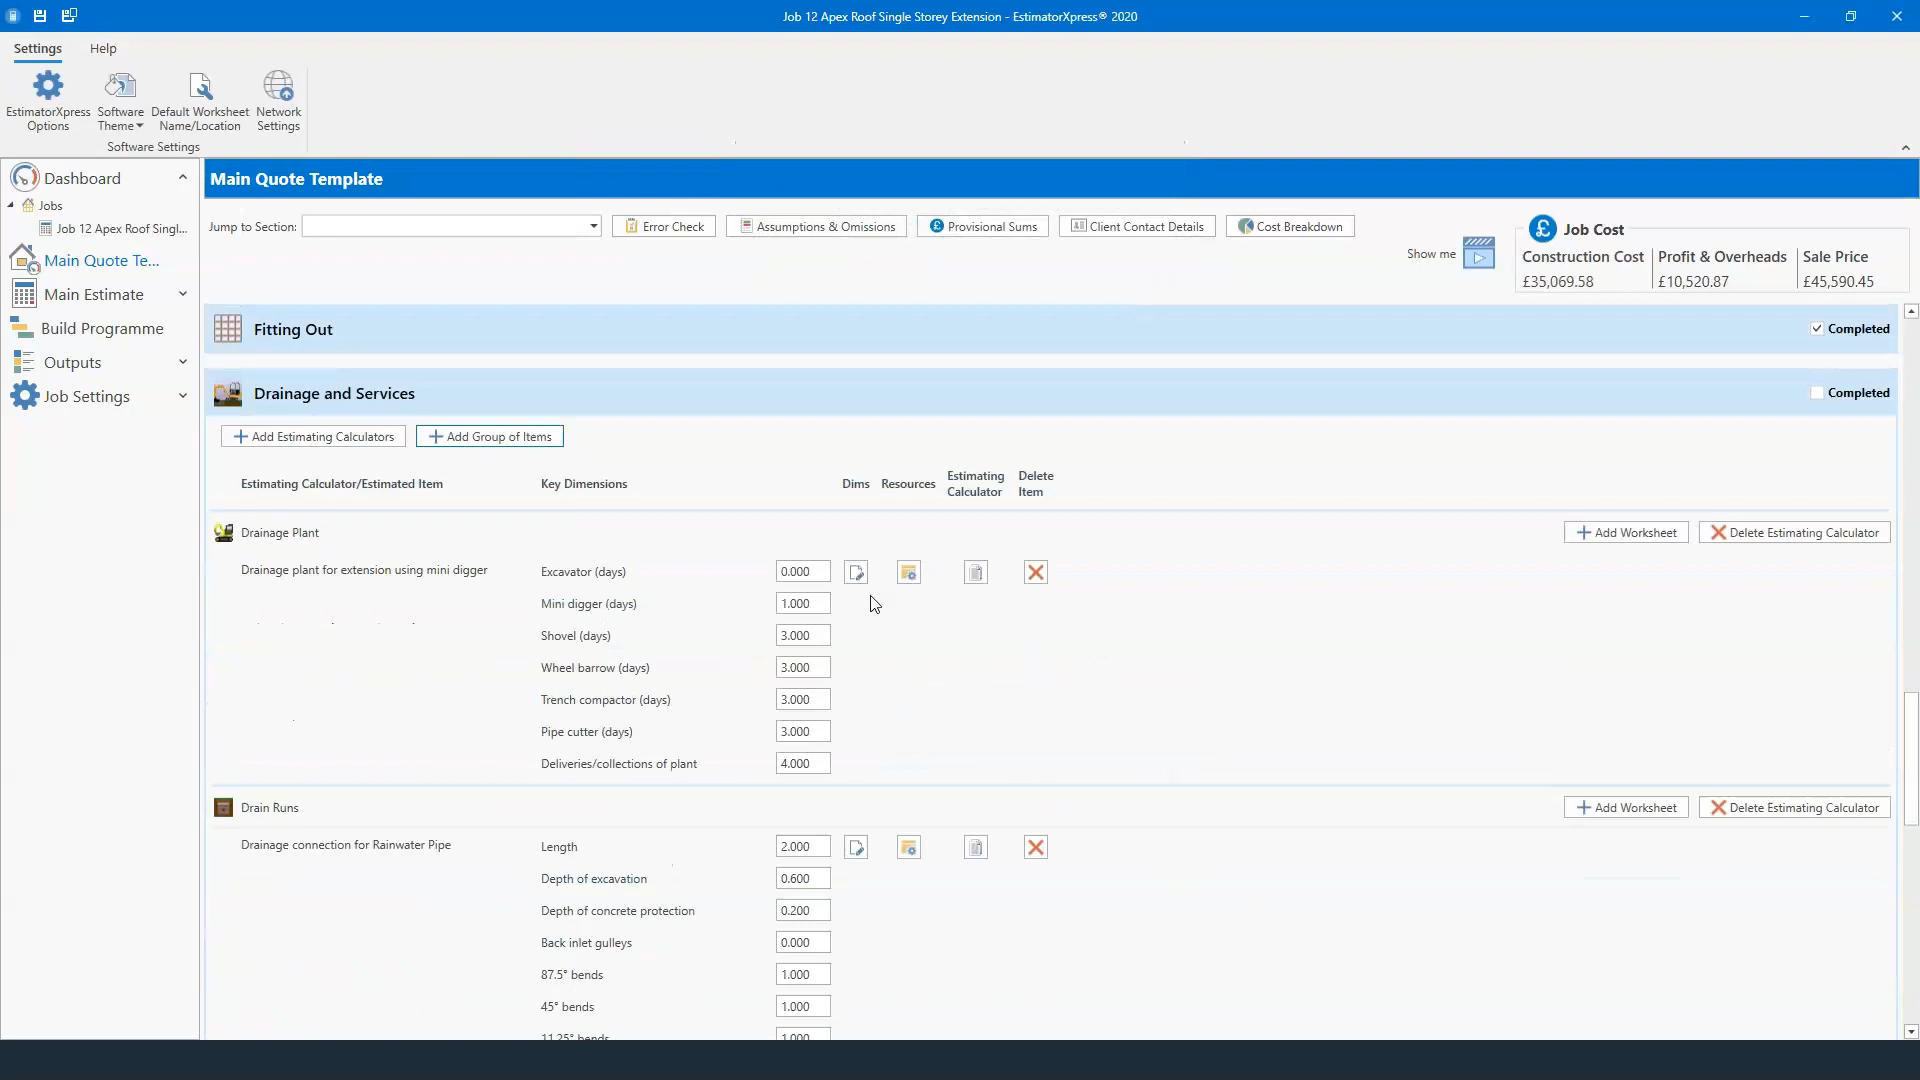 Job 12 Apex Roof Single Storey Extension - EstimatorXpress® 2020
Settings Help
EstimatorXpress Options
Software Theme
Default Worksheet Name/Location
Network Settings
Software Settings
Dashboard
Jobs
Job 12 Apex Roof Singl...
Main Quote Te...
Main Estimate
Build Programme
Outputs
Job Settings
Main Quote Template
Jump to Section:
Error Check
Assumptions & Omissions
Provisional Sums
Client Contact Details
Cost Breakdown
Show me
Job Cost
Construction Cost Profit & Overheads Sale Price
£35,069.58 £10,520.87 £45,590.45
Fitting Out Completed
Drainage and Services Completed
Add Estimating Calculators Add Group of Items
Estimating Calculator/Estimated Item Key Dimensions Dims Resources Estimating Calculator Delete Item
Drainage Plant Add Worksheet Delete Estimating Calculator
Drainage plant for extension using mini digger Excavator (days) 0.000
Mini digger (days) 1.000
Shovel (days) 3.000
Wheel barrow (days) 3.000
Trench compactor (days) 3.000
Pipe cutter (days) 3.000
Deliveries/collections of plant 4.000
Drain Runs Add Worksheet Delete Estimating Calculator
Drainage connection for Rainwater Pipe Length 2.000
Depth of excavation 0.600
Depth of concrete protection 0.200
Back inlet gulleys 0.000
87.5° bends 1.000
45° bends 1.000
11.25° bends 1.000